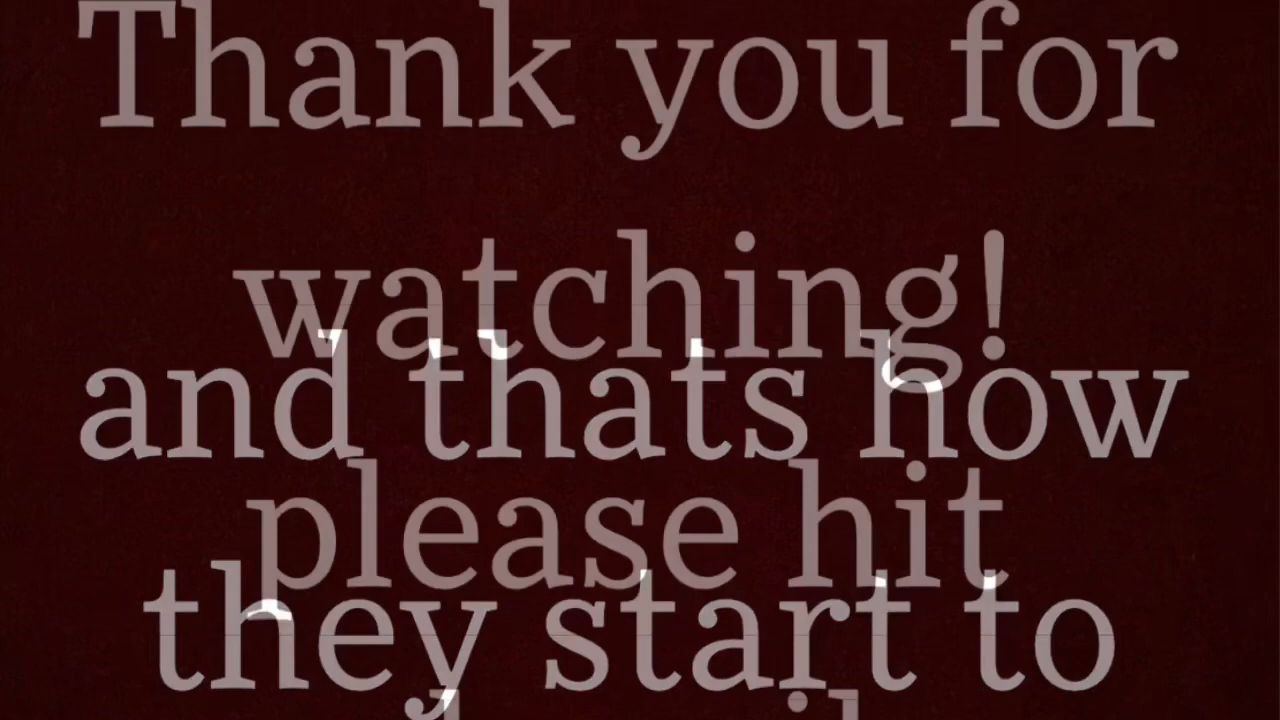 Thank you for
watching!
and thats how
please hit
they start to